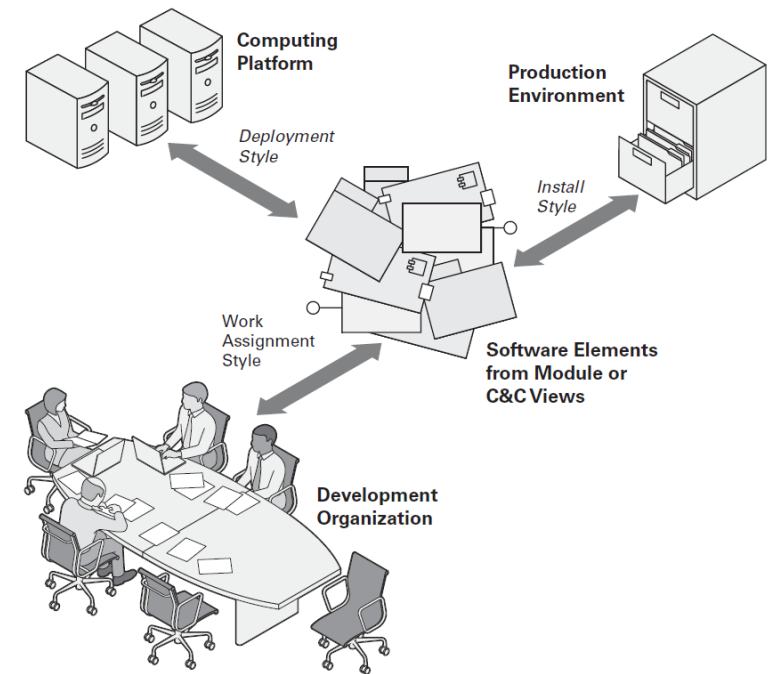 Computing
Platform
Production
Environment
Deployment
Style
Install
Style
Work
Assignment
Style
Software Elements
from Module or
C&C Views
Development
Organization